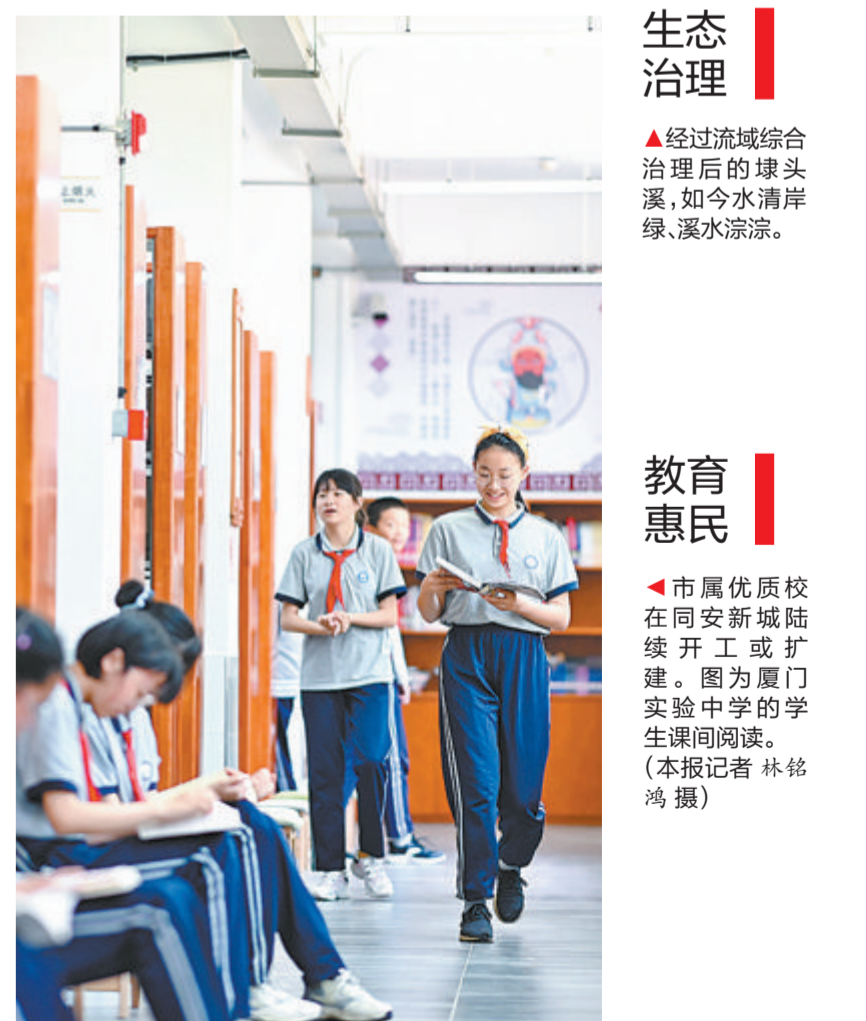 生态
治理
▲经过流域综合
治理后的埭头
溪，如今水清岸
绿、溪水淙淙。
教育
惠民
◀市属优质校
在同安新城陆
续开工或扩
建。图为厦门
实验中学的学
生课间阅读。
（本报记者 林铭
鸿 摄）